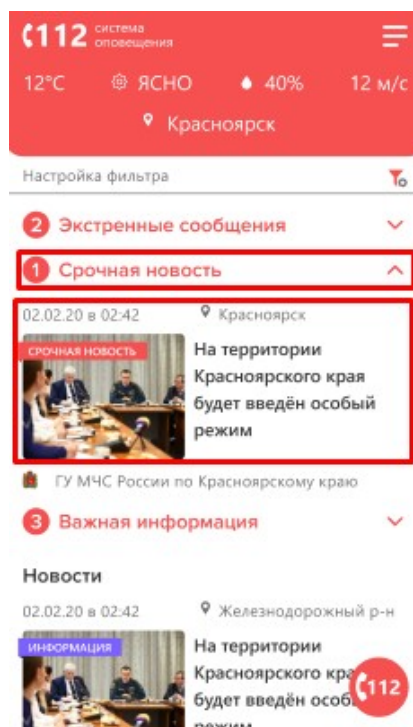 112 система
оповещения
12°C ЯСНО 40% 12 м/с
Красноярск
Настройка фильтра
2 Экстренные сообщения
1 Срочная новость
02.02.20 в 02:42 Красноярск
СРОЧНАЯ НОВОСТЬ
На территории
Красноярского края
будет введён особый
режим
ГУ МЧС России по Красноярскому краю
3 Важная информация
Новости
02.02.20 в 02:42 Железнодорожный р-н
ИНФОРМАЦИЯ
На территории
Красноярского
будет введён
режим
112